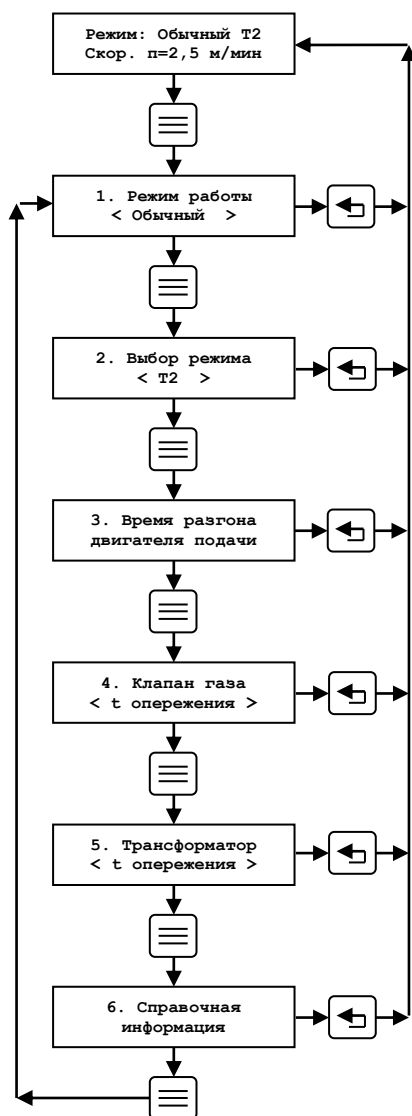 Режим: Обычный Т2
Скор. п=2,5 м/мин
1. Режим работы
< Обычный >
2. Выбор режима
< Т2 >
3. Время разгона
двигателя подачи
4. Клапан газа
< t опережения >
5. Трансформатор
< t опережения >
6. Справочная
информация